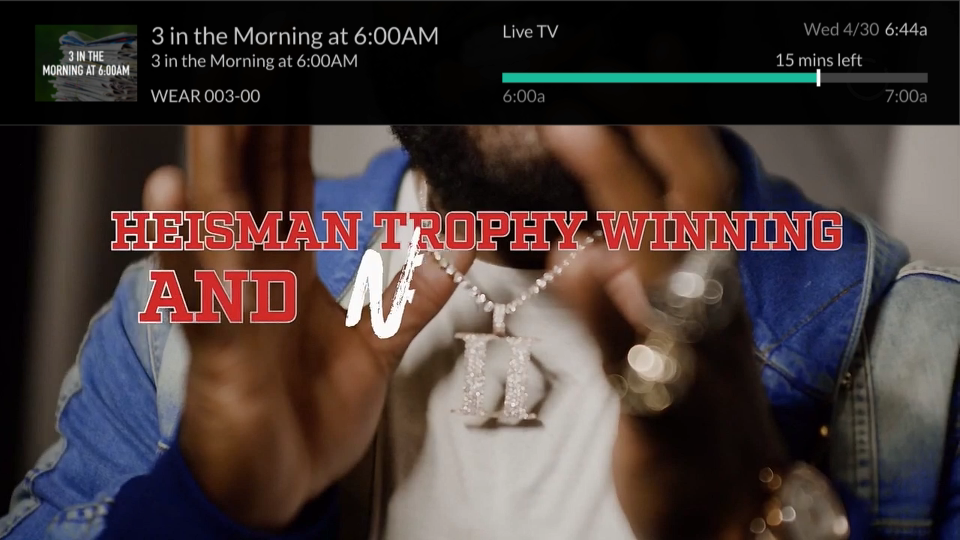 3 IN THE
MORNING AT 6:00AM
3 in the Morning at 6:00AM
3 in the Morning at 6:00AM
WEAR 003-00
Live TV
Wed 4/30 6:44a
15 mins left
6:00a
7:00a
HEISMAN TROPHY WINNING
AND N
II